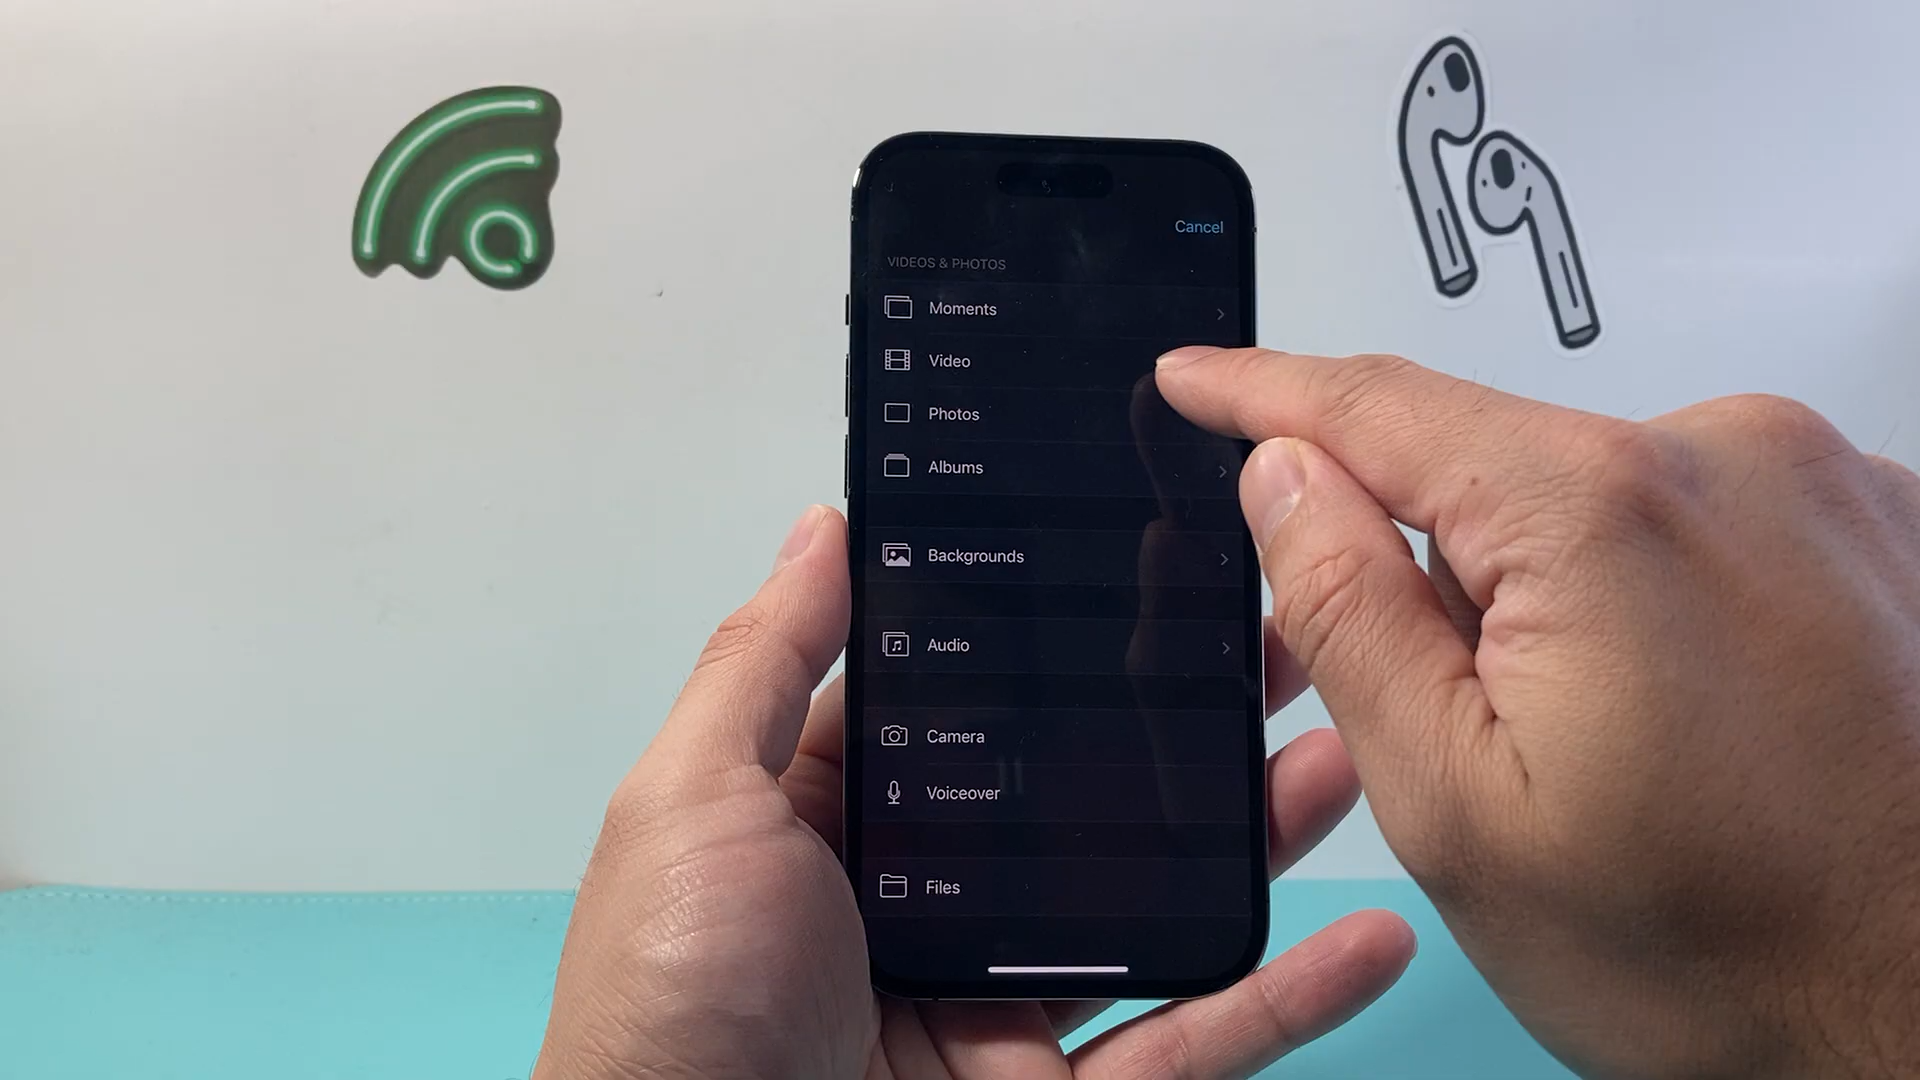 Cancel
VIDEOS & PHOTOS
Moments
Video
Photos
Albums
Backgrounds
Audio
Camera
Voiceover
Files